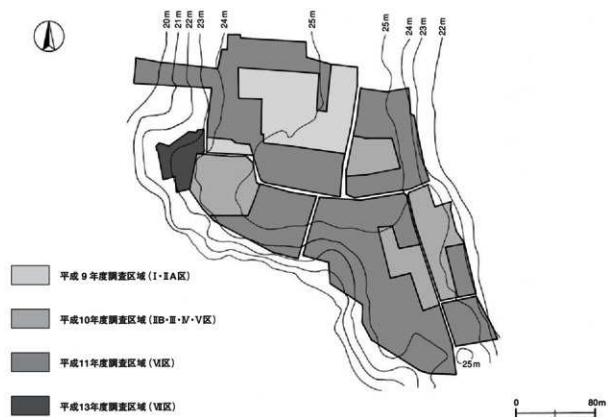 20m
21m
22m
23m
24m
25m
25m
24m
23m
22m
平成9年度調査区域(Ⅰ・ⅡA区)
平成10年度調査区域(ⅡB・Ⅲ・Ⅳ・Ⅴ区)
平成11年度調査区域(Ⅵ区)
平成13年度調査区域(Ⅶ区)
25m
0 80m